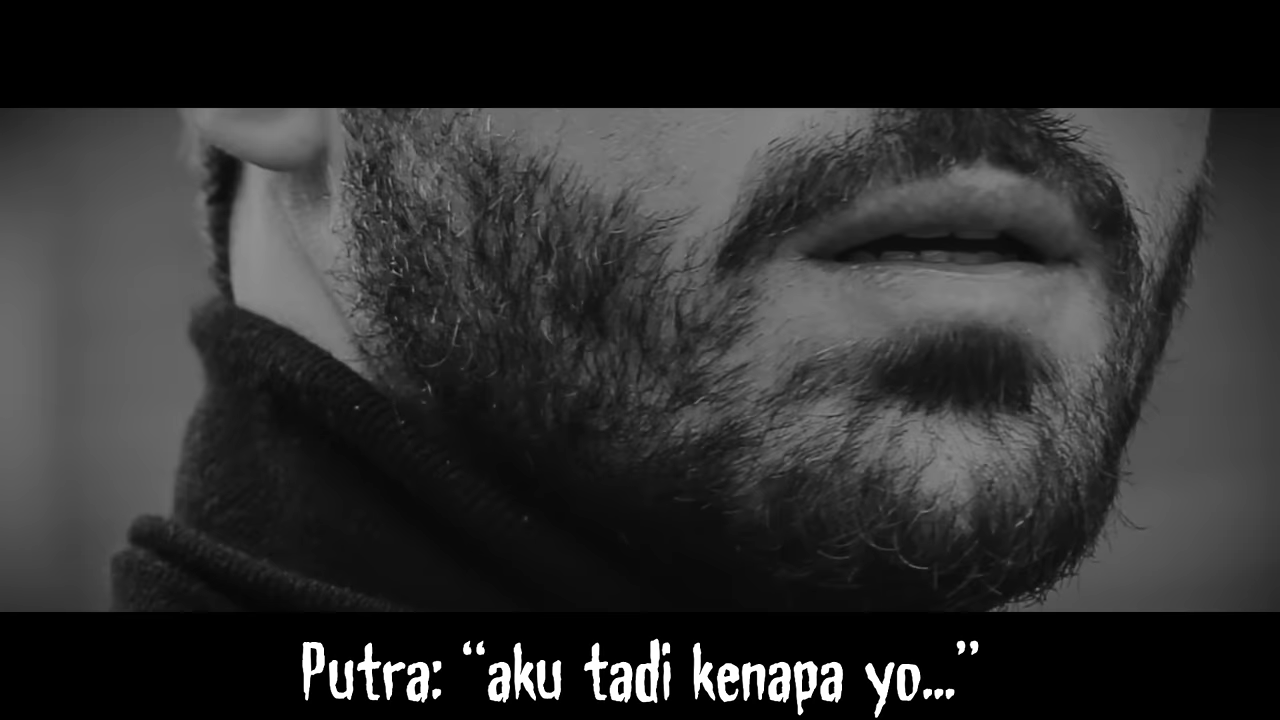 Putra: “aku tadi kenapa yo...”